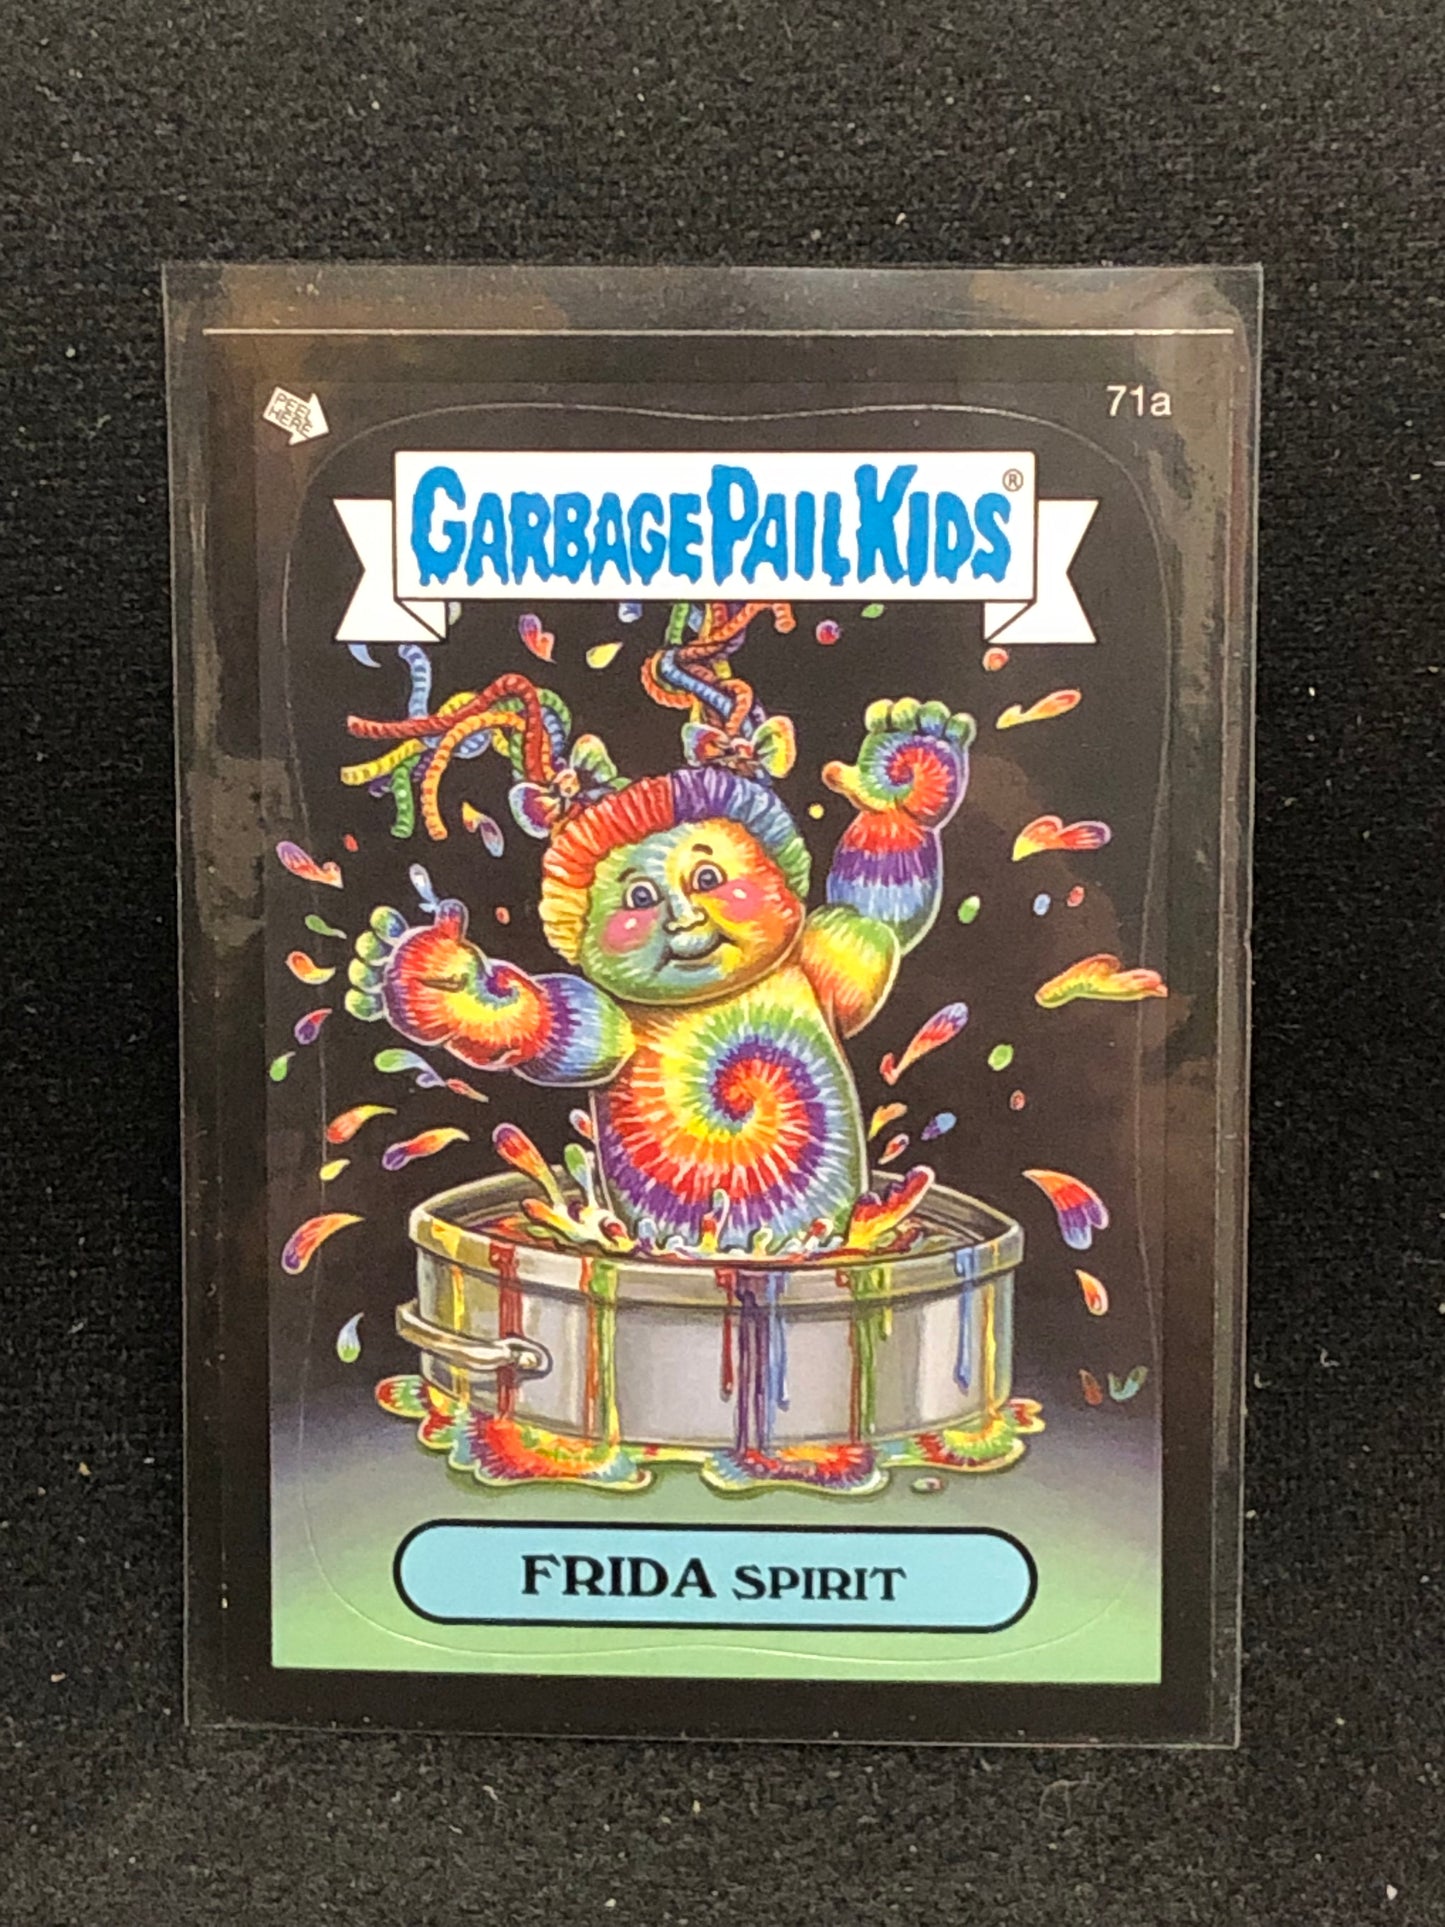 PEEL
HERE
71a
GARBAGE PAIL KIDS®
FRIDA SPIRIT